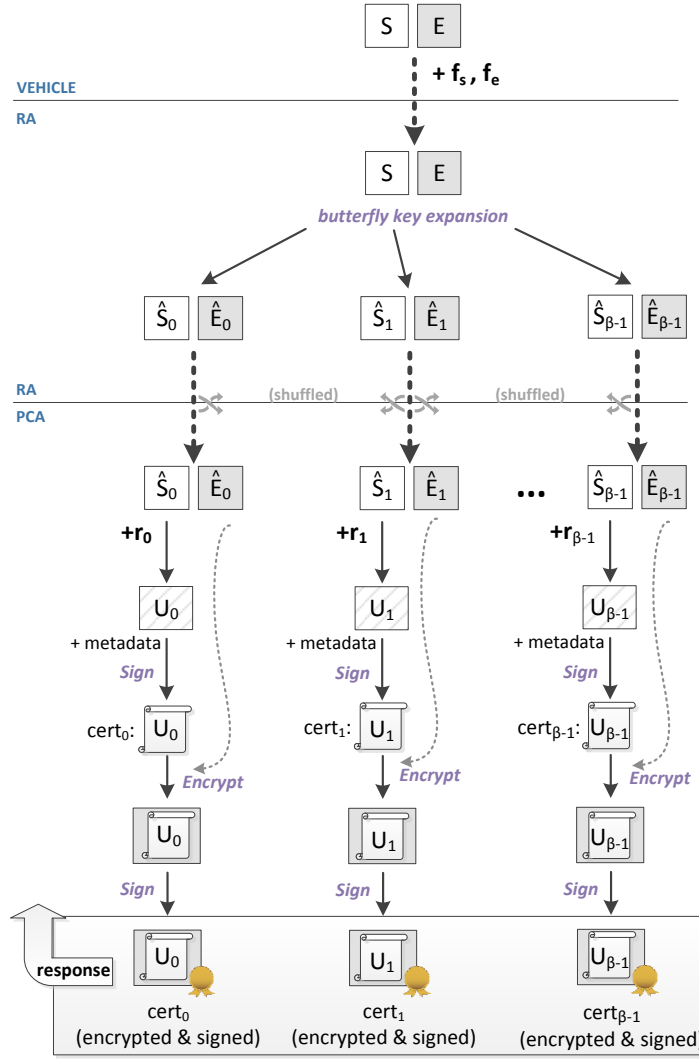 S E
+ fs , fe
VEHICLE
RA
S E
butterfly key expansion
Ŝ0 Ê0 Ŝ1 Ê1 Ŝβ-1 Êβ-1
RA (shuffled) (shuffled)
PCA
Ŝ0 Ê0 Ŝ1 Ê1 ... Ŝβ-1 Êβ-1
+r0 +r1 +rβ-1
U0 U1 Uβ-1
+ metadata + metadata + metadata
Sign Sign Sign
cert0: U0 cert1: U1 certβ-1: Uβ-1
Encrypt Encrypt Encrypt
U0 U1 Uβ-1
Sign Sign Sign
response U0 U1 Uβ-1
cert0 cert1 certβ-1
(encrypted & signed) (encrypted & signed) (encrypted & signed)